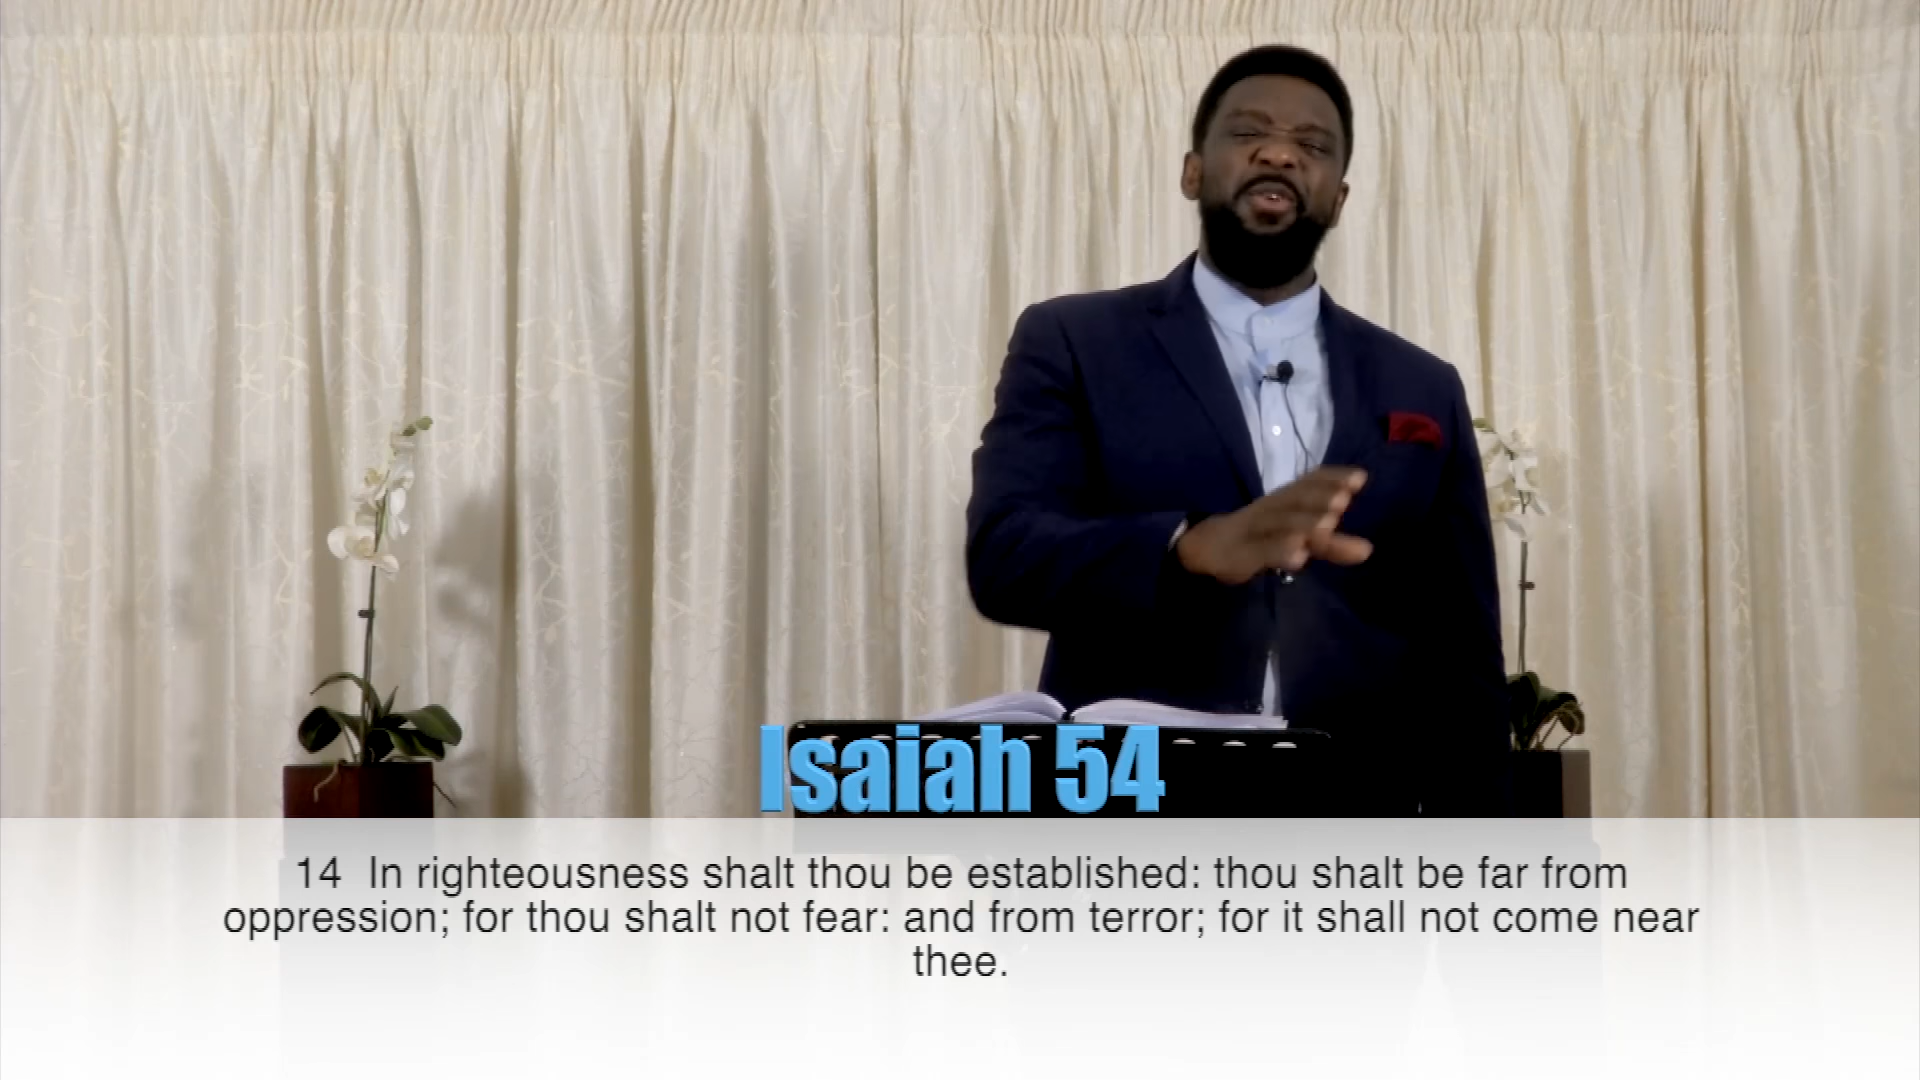 Isaiah 54
14 In righteousness shalt thou be established: thou shalt be far from
oppression; for thou shalt not fear: and from terror; for it shall not come near
thee.